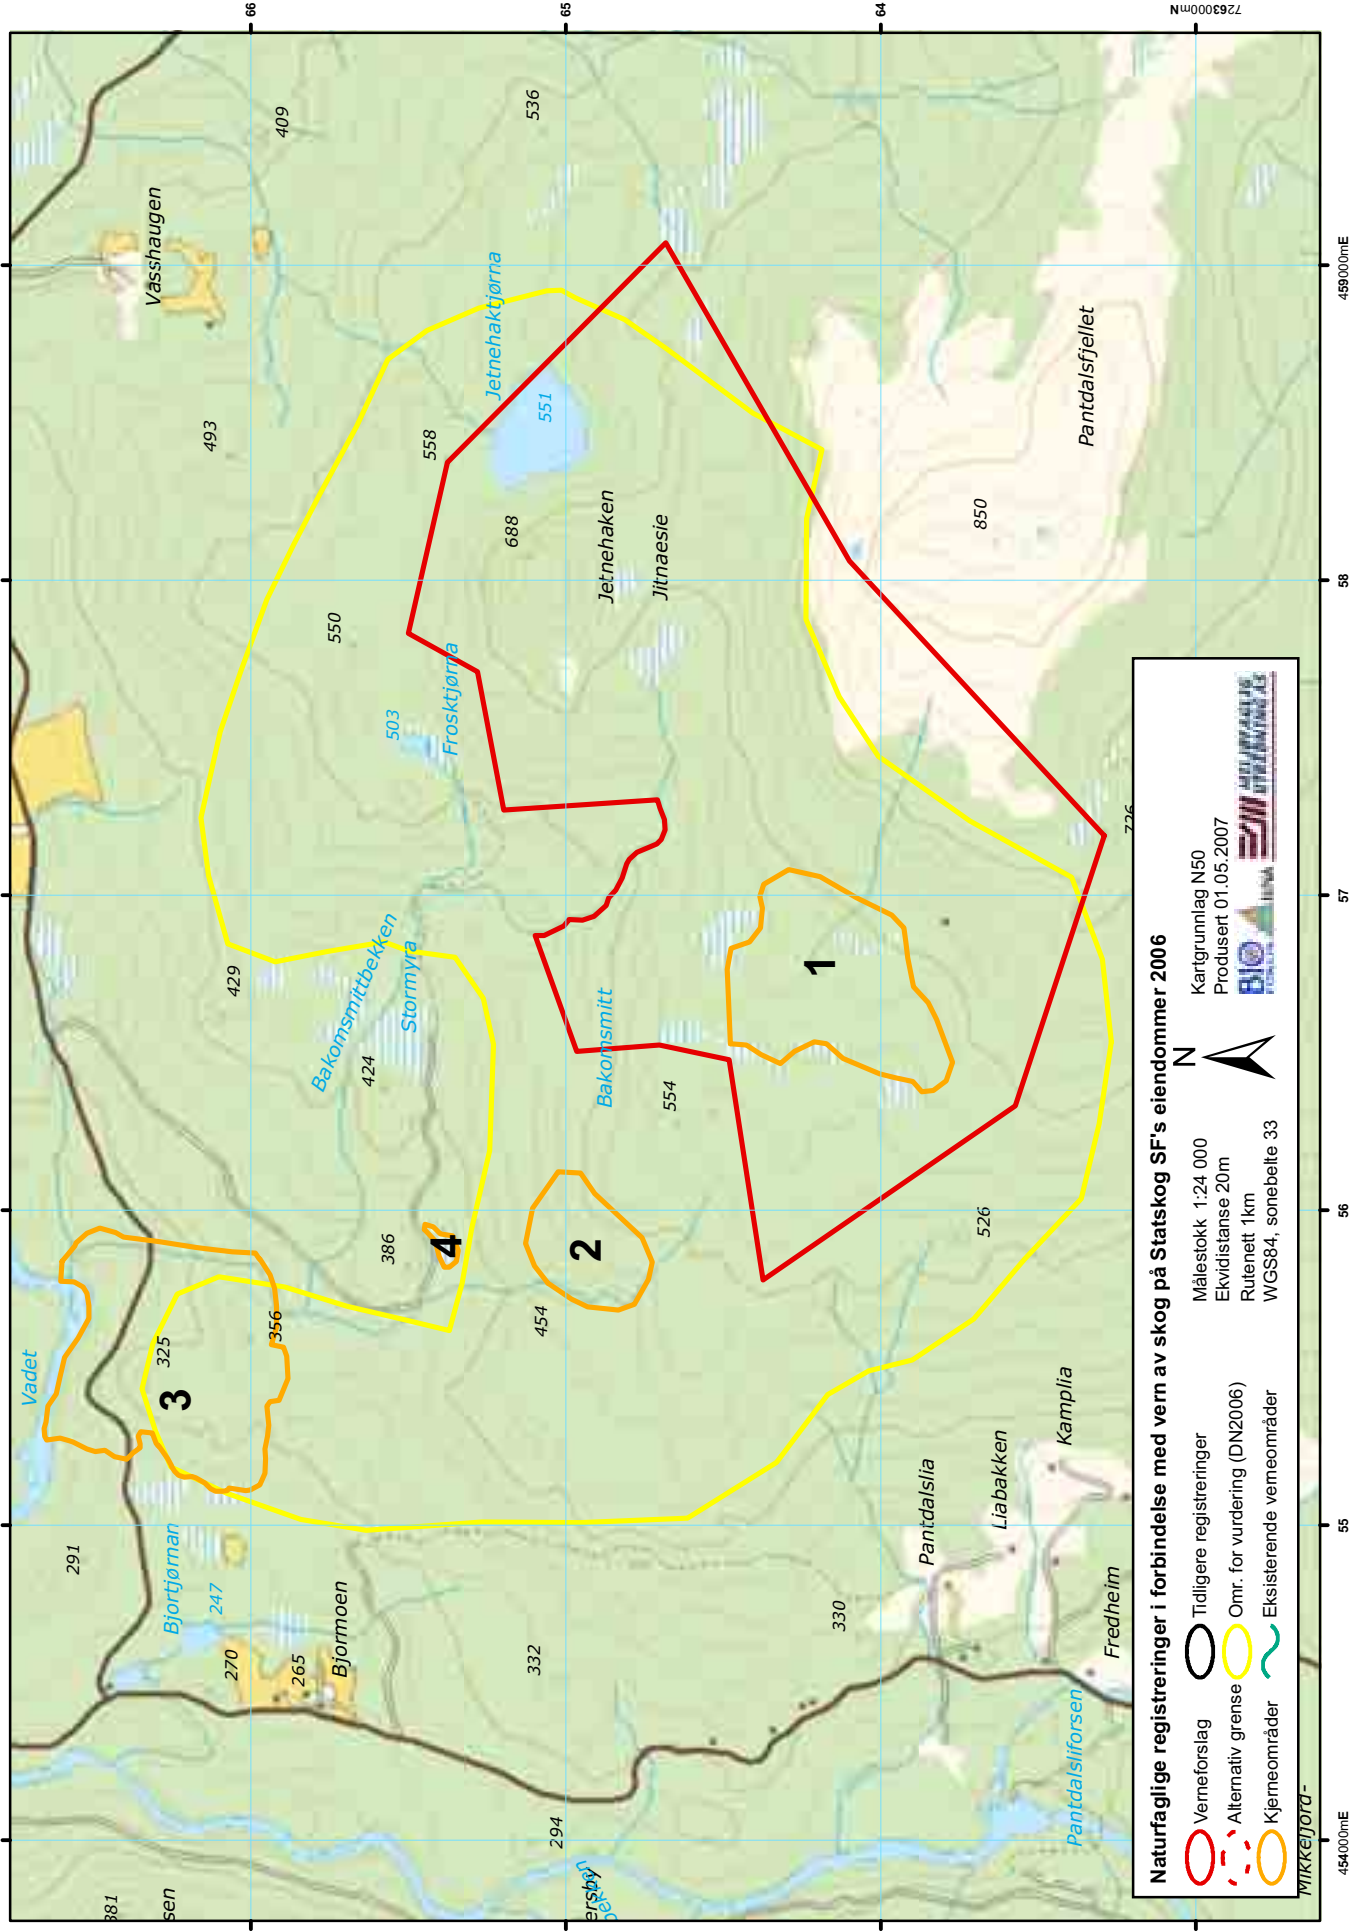 66
65
64
7263000mN
459000mE
58
57
56
55
454000mE
Vasshaugen
409
536
493
558
Jetnehaktjørna
551
688
Jetnehaken
Jitnaesie
Pantdalsfjellet
850
550
503
Frosktjørna
429
Bakomsmittbekken
Stormyra
424
Bakomsmitt
554
1
726
386
4
2
454
526
Vadet
325
356
3
291
Bjortjørnan
247
270
265
Bjormoen
332
330
Pantdalslia
Liabakken
Kamplia
Fredheim
Pantdalsliforsen
294
381
sen
ersby
bekken
Mikkeljord-
Naturfaglige registreringer i forbindelse med vern av skog på Statskog SF's eiendommer 2006
Verneforslag
Alternativ grense
Kjerneområder
Tidligere registreringer
Omr. for vurdering (DN2006)
Eksisterende verneområder
Målestokk 1:24 000
Ekvidistanse 20m
Rutenett 1km
WGS84, sonebelte 33
N
Kartgrunnlag N50
Produsert 01.05.2007
BIO